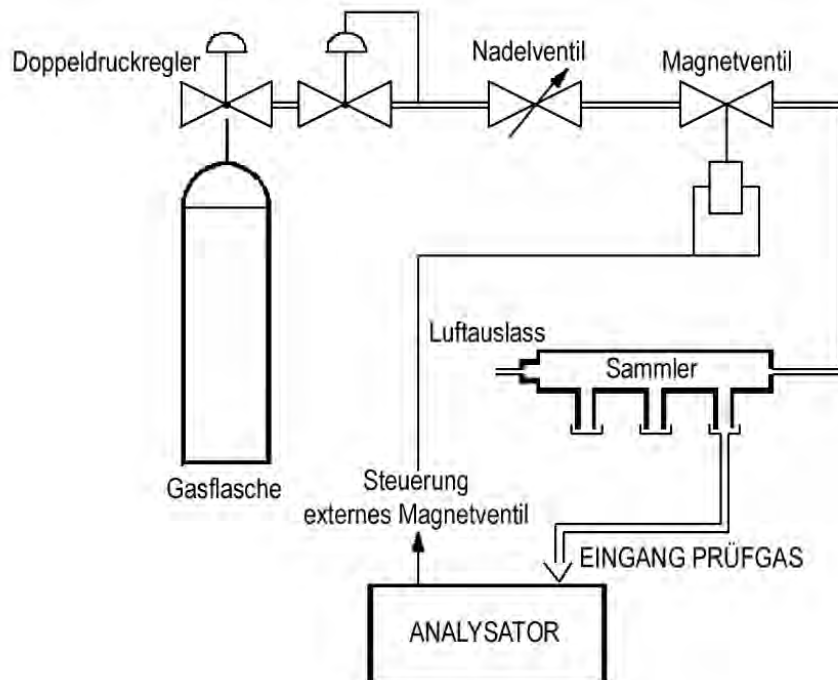 Doppeldruckregler
Nadelventil
Magnetventil
Luftauslass
Sammler
Gasflasche
Steuerung
externes Magnetventil
EINGANG PRÜFGAS
ANALYSATOR